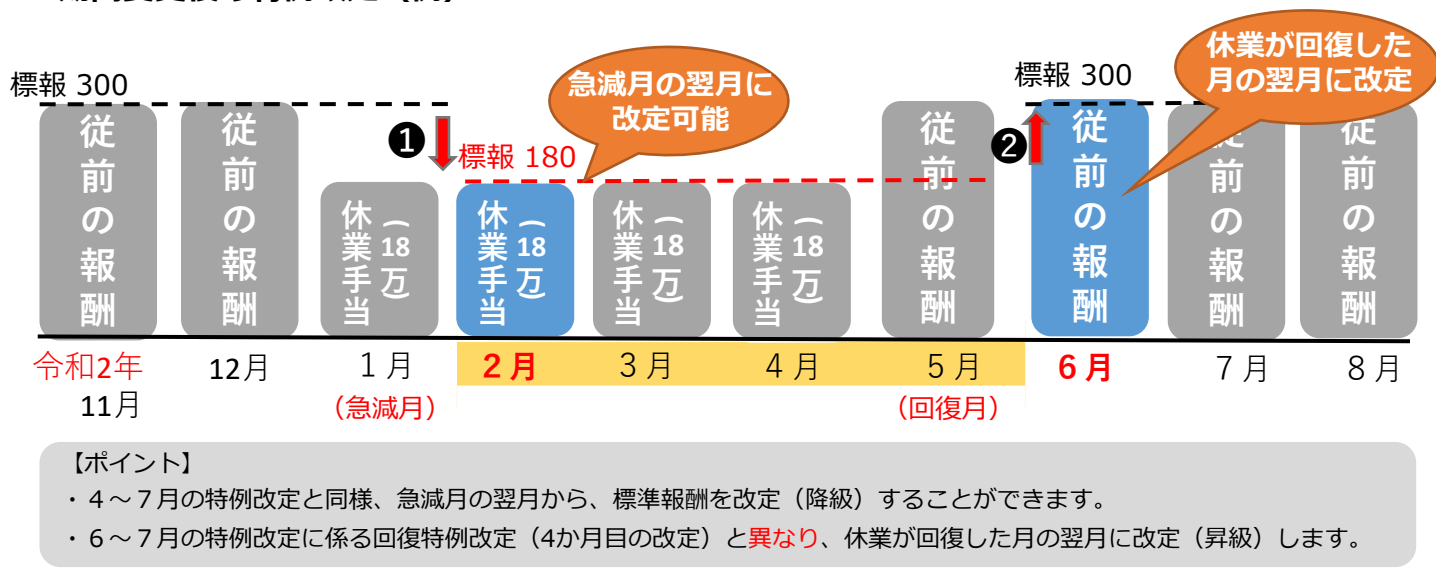 標報 300
従前の報酬
従前の報酬
❶
標報 180
急減月の翌月に
改定可能
休業手当
(18万)
休業手当
(18万)
休業手当
(18万)
休業手当
(18万)
従前の報酬
❷
標報 300
休業が回復した
月の翌月に改定
従前の報酬
前の報酬
従前の報酬
令和2年
11月
12月
1月
(急減月)
2月
3月
4月
5月
(回復月)
6月
7月
8月
【ポイント】
・4~7月の特例改定と同様、急減月の翌月から、標準報酬を改定(降級)することができます。
・6~7月の特例改定に係る回復特例改定(4か月目の改定)と異なり、休業が回復した月の翌月に改定(昇級)します。